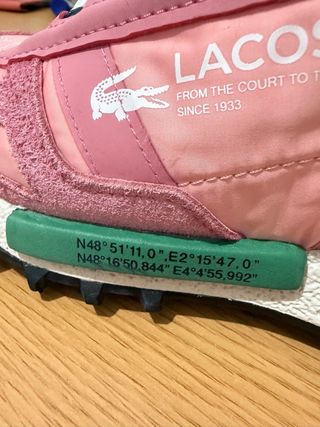 LACOS
FROM THE COURT TO T
SINCE 1933
N48°51'11,0",E2°15'47,0"
N48°16'50.844" E4°4'55,992"